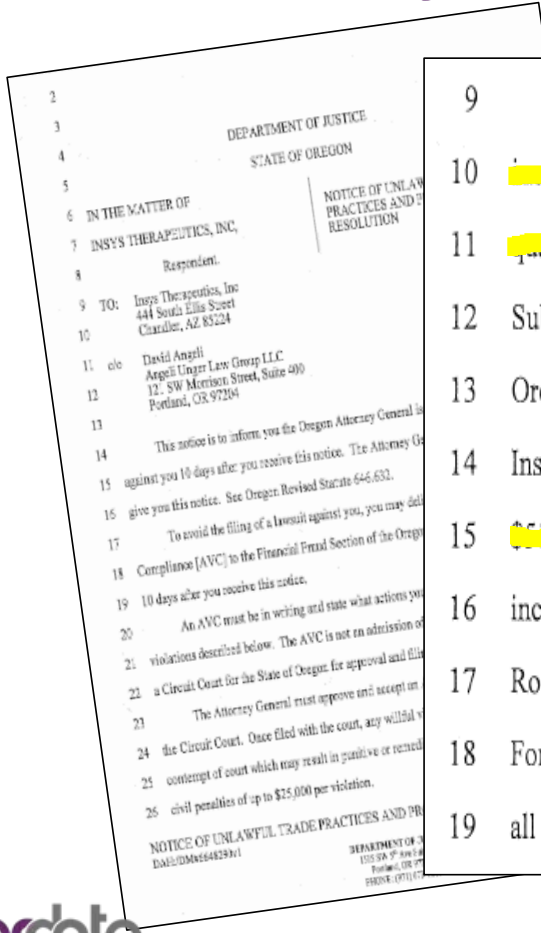 2
3
DEPARTMENT OF JUSTICE
4
STATE OF OREGON
5
6 IN THE MATTER OF
NOTICE OF UNLAW
7 INSYS THERAPEUTICS, INC,
PRACTICES AND
RESOLUTION
8 Respondent.
9 TO: Insys Therapeutics, Inc
444 South Ellis Street
10 Chandler, AZ 85224
11 c/o David Angeli
Angeli Unger Law Group LLC
12 SW Morrison Street, Suite 400
Portland, OR 97204
13
14 This notice is to inform you the Oregon Attorney General is
15 against you 10 days after you receive this notice. The Attorney Ge
16 give you this notice. See Oregon Revised Statute 646.632.
17 To avoid the filing of a lawsuit against you, you may deli
18 Compliance [AVC] to the Financial Fraud Section of the Orego
19 10 days after you receive this notice.
20 An AVC must be in writing and state what actions you
21 violations described below. The AVC is not an admission of
22 a Circuit Court for the State of Oregon for approval and filin
23 The Attorney General must approve and accept an
24 the Circuit Court. Once filed with the court, any willful v
25 contempt of court which may result in punitive or remedi
26 civil penalties of up to $25,000 per violation.
NOTICE OF UNLAWFUL TRADE PRACTICES AND PR
DEPARTMENT OF
PHONE: (971)
9
10
11
12 Sul
13 Ore
14 Ins
15
16 inc
17 Ro
18 For
19 all